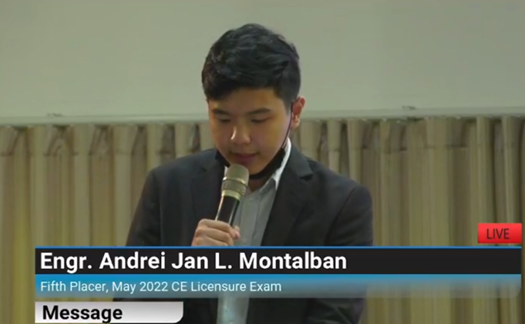 LIVE
Engr. Andrei Jan L. Montalban
Fifth Placer, May 2022 CE Licensure Exam
Message